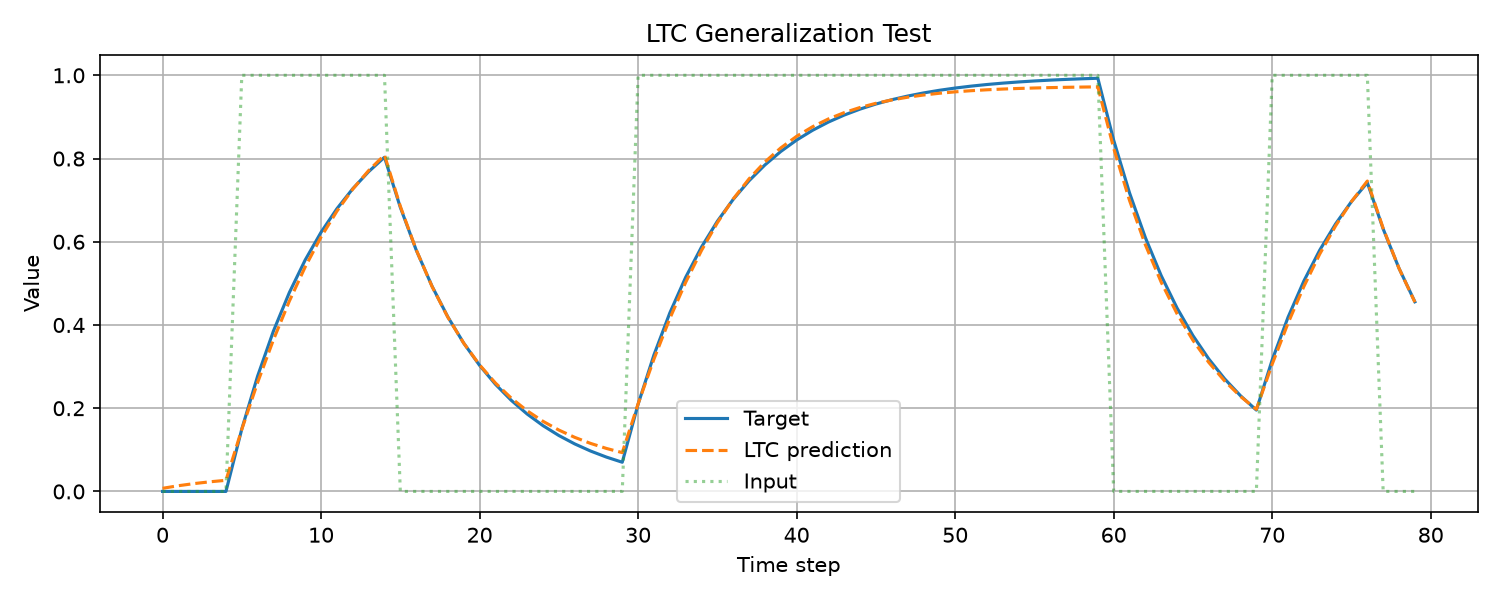 LTC Generalization Test
Value
1.0
0.8
0.6
0.4
0.2
0.0
Target
LTC prediction
Input
0 10 20 30 40 50 60 70 80
Time step